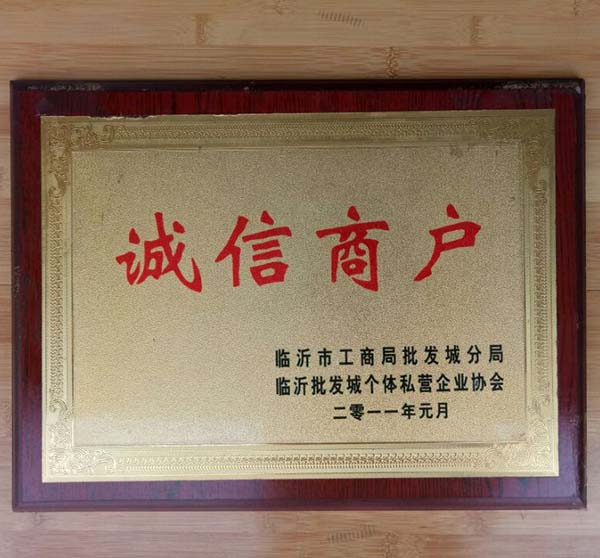 诚信商户
临沂市工商局批发城分局
临沂批发城个体私营企业协会
二零一一年元月